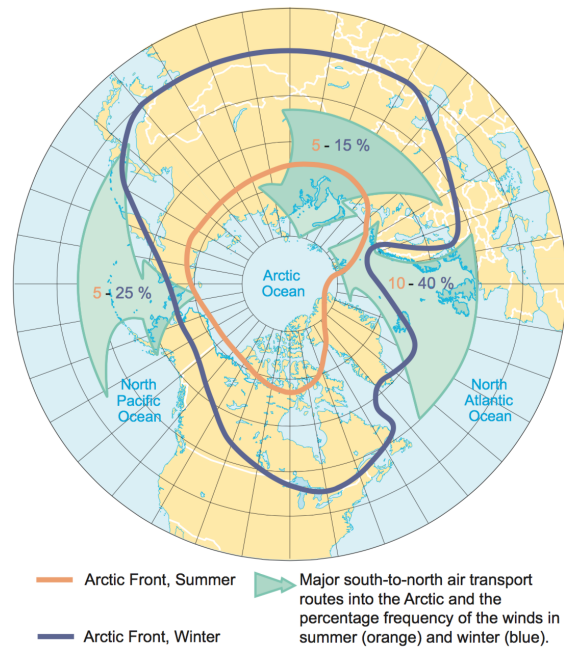 5 - 15 %
Arctic
Ocean
5 - 25 %
10 - 40 %
North
Pacific
Ocean
North
Atlantic
Ocean
Arctic Front, Summer
Arctic Front, Winter
Major south-to-north air transport
routes into the Arctic and the
percentage frequency of the winds in
summer (orange) and winter (blue).